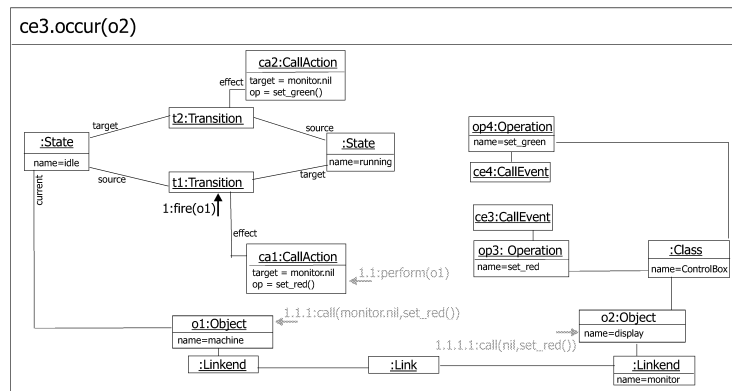 ce3.occur(o2)
ca2:CallAction
target = monitor.nil
op = set_green()
effect
t2:Transition
target
source
:State
name=idle
:State
name=running
op4:Operation
name=set_green
ce4:CallEvent
source
t1:Transition
target
current
1:fire(o1)
effect
ce3:CallEvent
ca1:CallAction
target = monitor.nil
op = set_red()
1.1:perform(o1)
op3: Operation
name=set_red
:Class
name=ControlBox
1.1.1:call(monitor.nil,set_red())
o1:Object
name=machine
o2:Object
name=display
1.1.1.1:call(nil,set_red())
:Linkend
:Link
:Linkend
name=monitor